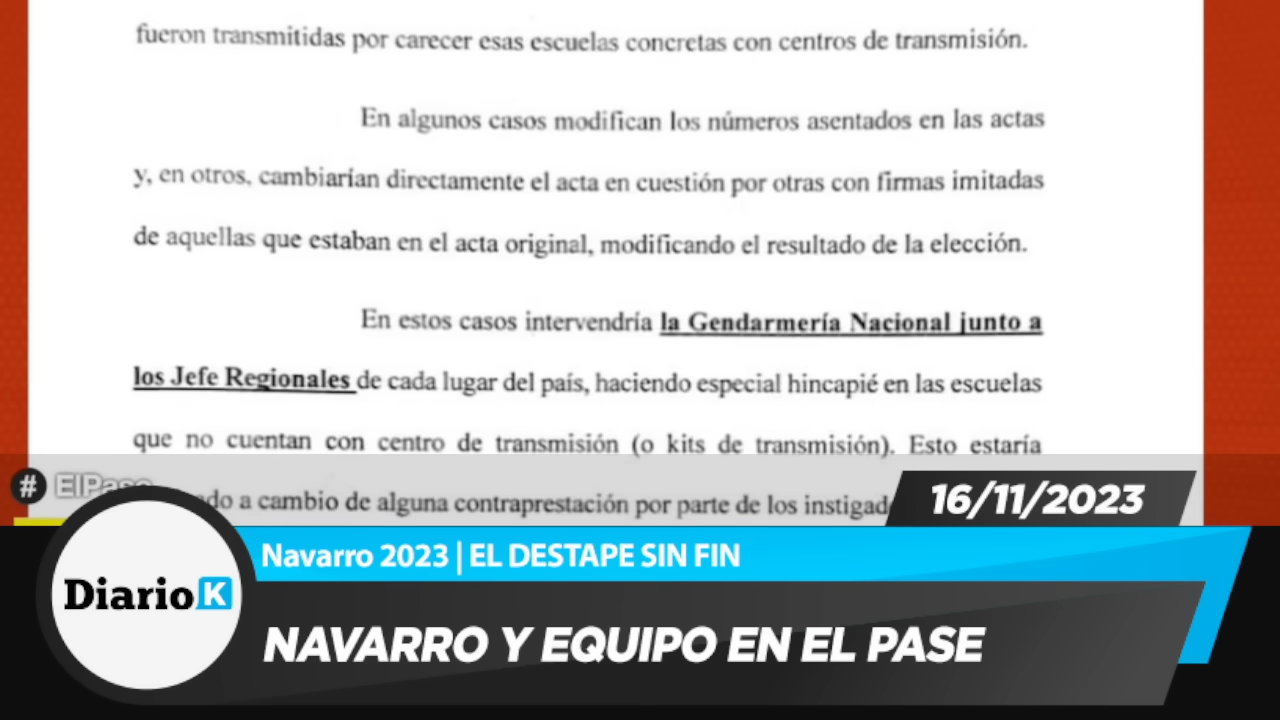 fueron transmitidas por carecer esas escuelas concretas con centros de transmisión.
En algunos casos modifican los números asentados en las actas
y, en otros, cambiarían directamente el acta en cuestión por otras con firmas imitadas
de aquellas que estaban en el acta original, modificando el resultado de la elección.
En estos casos intervendría la Gendarmería Nacional junto a
los Jefe Regionales de cada lugar del país, haciendo especial hincapié en las escuelas
que no cuentan con centro de transmisión (o kits de transmisión). Esto estaría
# ElPase
a cambio de alguna contraprestación por parte de los
16/11/2023
Navarro 2023 | EL DESTAPE SIN FIN
DiarioK
NAVARRO Y EQUIPO EN EL PASE